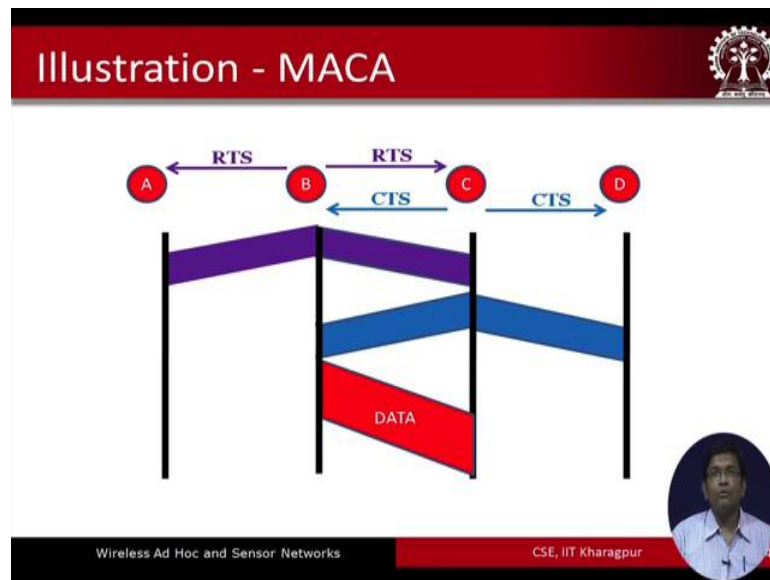 Illustration - MACA
RTS RTS
A B C D
CTS CTS
DATA
Wireless Ad Hoc and Sensor Networks CSE, IIT Kharagpur